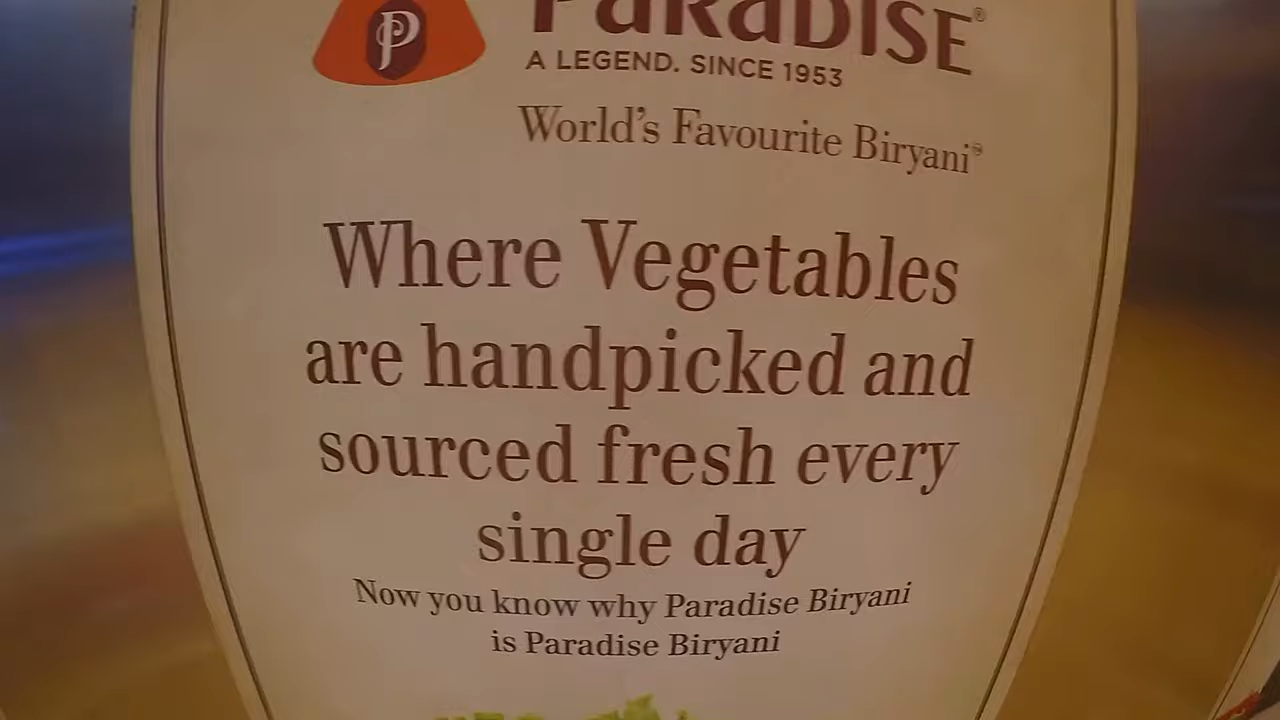 P
PaRaDISE®
A LEGEND. SINCE 1953
World's Favourite Biryani®
Where Vegetables
are handpicked and
sourced fresh every
single day
Now you know why Paradise Biryani
is Paradise Biryani